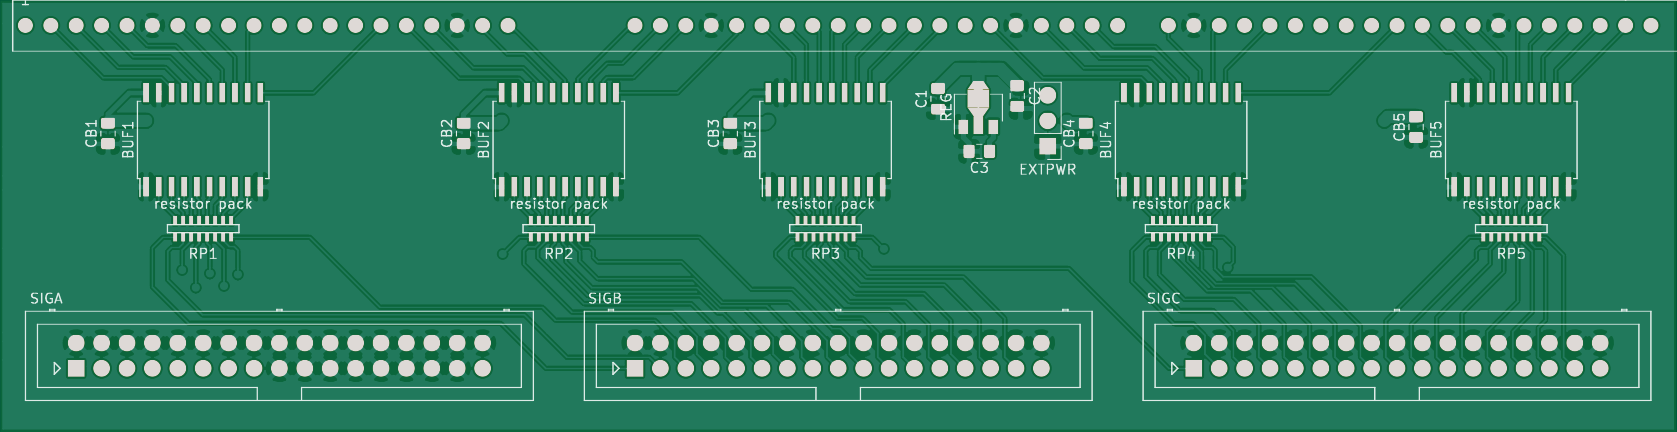 1
C1
REG
C2
CB1
BUF1
CB2
BUF2
CB3
BUF3
CB4
BUF4
CB5
BUF5
C3
EXTPWR
resistor pack
resistor pack
resistor pack
resistor pack
resistor pack
RP1
RP2
RP3
RP4
RP5
SIGA
SIGB
SIGC